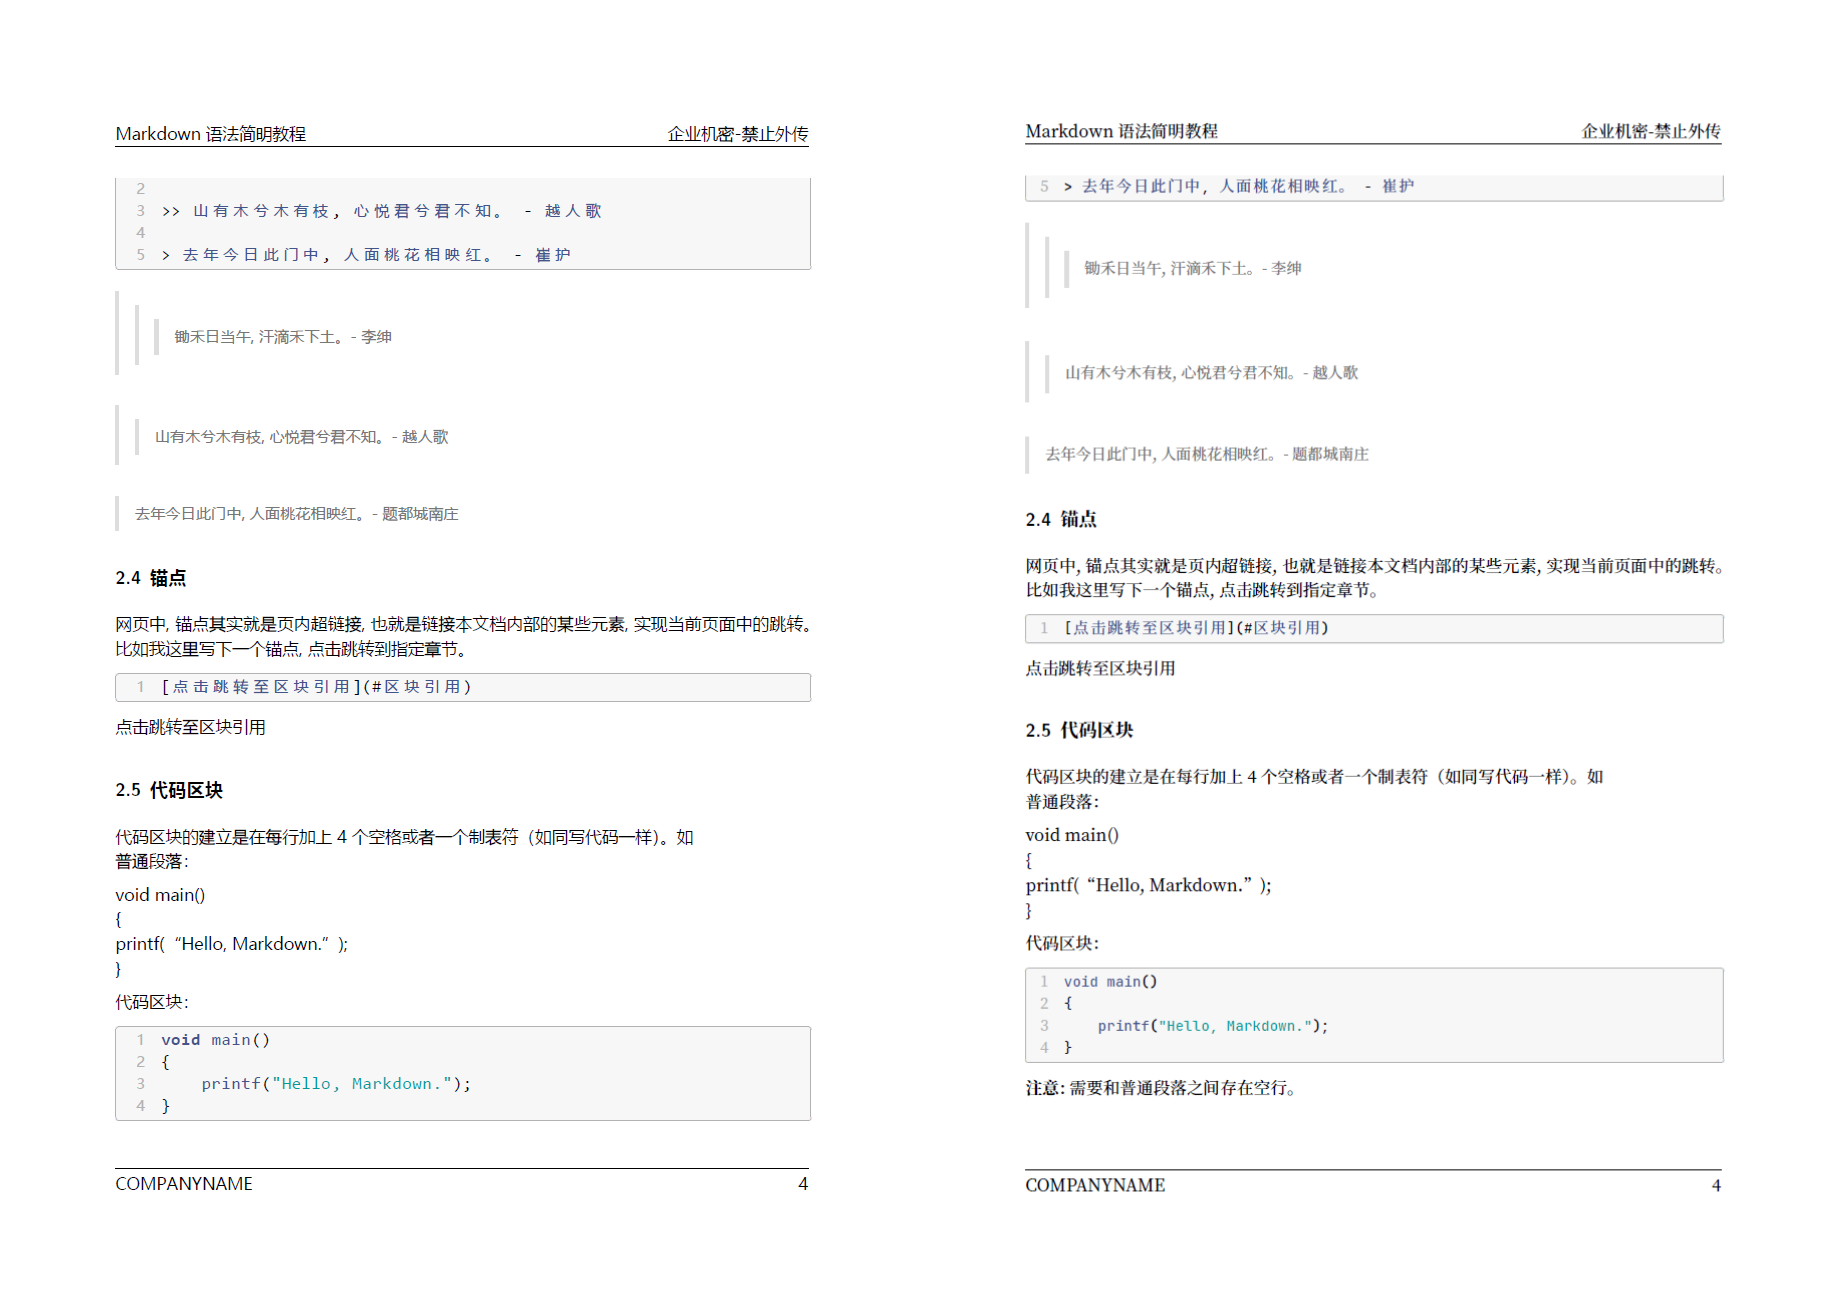 Markdown 语法简明教程 企业机密-禁止外传
2
3 >> 山有木兮木有枝, 心悦君兮君不知。 - 越人歌
4
5 > 去年今日此门中, 人面桃花相映红。 - 崔护
锄禾日当午, 汗滴禾下土。- 李绅
山有木兮木有枝, 心悦君兮君不知。- 越人歌
去年今日此门中, 人面桃花相映红。- 题都城南庄
2.4 锚点
网页中, 锚点其实就是页内超链接, 也就是链接本文档内部的某些元素, 实现当前页面中的跳转。
比如我这里写下一个锚点, 点击跳转到指定章节。
1 [点击跳转至区块引用](#区块引用)
点击跳转至区块引用
2.5 代码区块
代码区块的建立是在每行加上 4 个空格或者一个制表符（如同写代码一样）。如
普通段落：
void main()
{
printf(“Hello, Markdown.”);
}
代码区块：
1 void main()
2 {
3 printf("Hello, Markdown.");
4 }
COMPANYNAME 4
Markdown 语法简明教程 企业机密-禁止外传
5 > 去年今日此门中, 人面桃花相映红。 - 崔护
锄禾日当午, 汗滴禾下土。- 李绅
山有木兮木有枝, 心悦君兮君不知。- 越人歌
去年今日此门中, 人面桃花相映红。- 题都城南庄
2.4 锚点
网页中, 锚点其实就是页内超链接, 也就是链接本文档内部的某些元素, 实现当前页面中的跳转。
比如我这里写下一个锚点, 点击跳转到指定章节。
1 [点击跳转至区块引用](#区块引用)
点击跳转至区块引用
2.5 代码区块
代码区块的建立是在每行加上 4 个空格或者一个制表符（如同写代码一样）。如
普通段落：
void main()
{
printf(“Hello, Markdown.”);
}
代码区块：
1 void main()
2 {
3 printf("Hello, Markdown.");
4 }
注意: 需要和普通段落之间存在空行。
COMPANYNAME 4